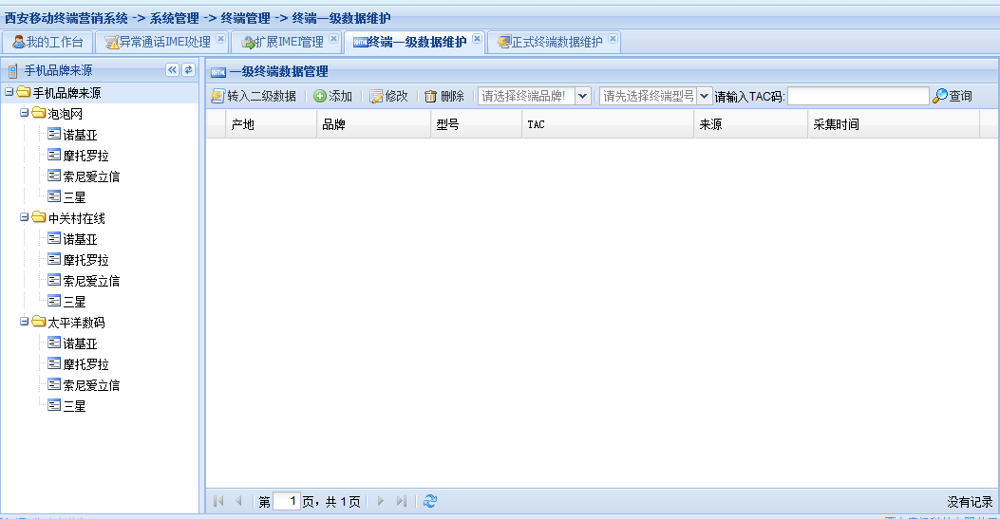 西安移动终端营销系统 -> 系统管理 -> 终端管理 -> 终端一级数据维护
我的工作台 异常通话IMEI处理 扩展IMEI管理 终端一级数据维护 正式终端数据维护
手机品牌来源
手机品牌来源
泡泡网
诺基亚
摩托罗拉
索尼爱立信
三星
中关村在线
诺基亚
摩托罗拉
索尼爱立信
三星
太平洋数码
诺基亚
摩托罗拉
索尼爱立信
三星
一级终端数据管理
转入二级数据 添加 修改 删除 请选择终端品牌! 请先选择终端型号 请输入TAC码: 查询
产地 品牌 型号 TAC 来源 采集时间
第 1 页，共 1 页 没有记录